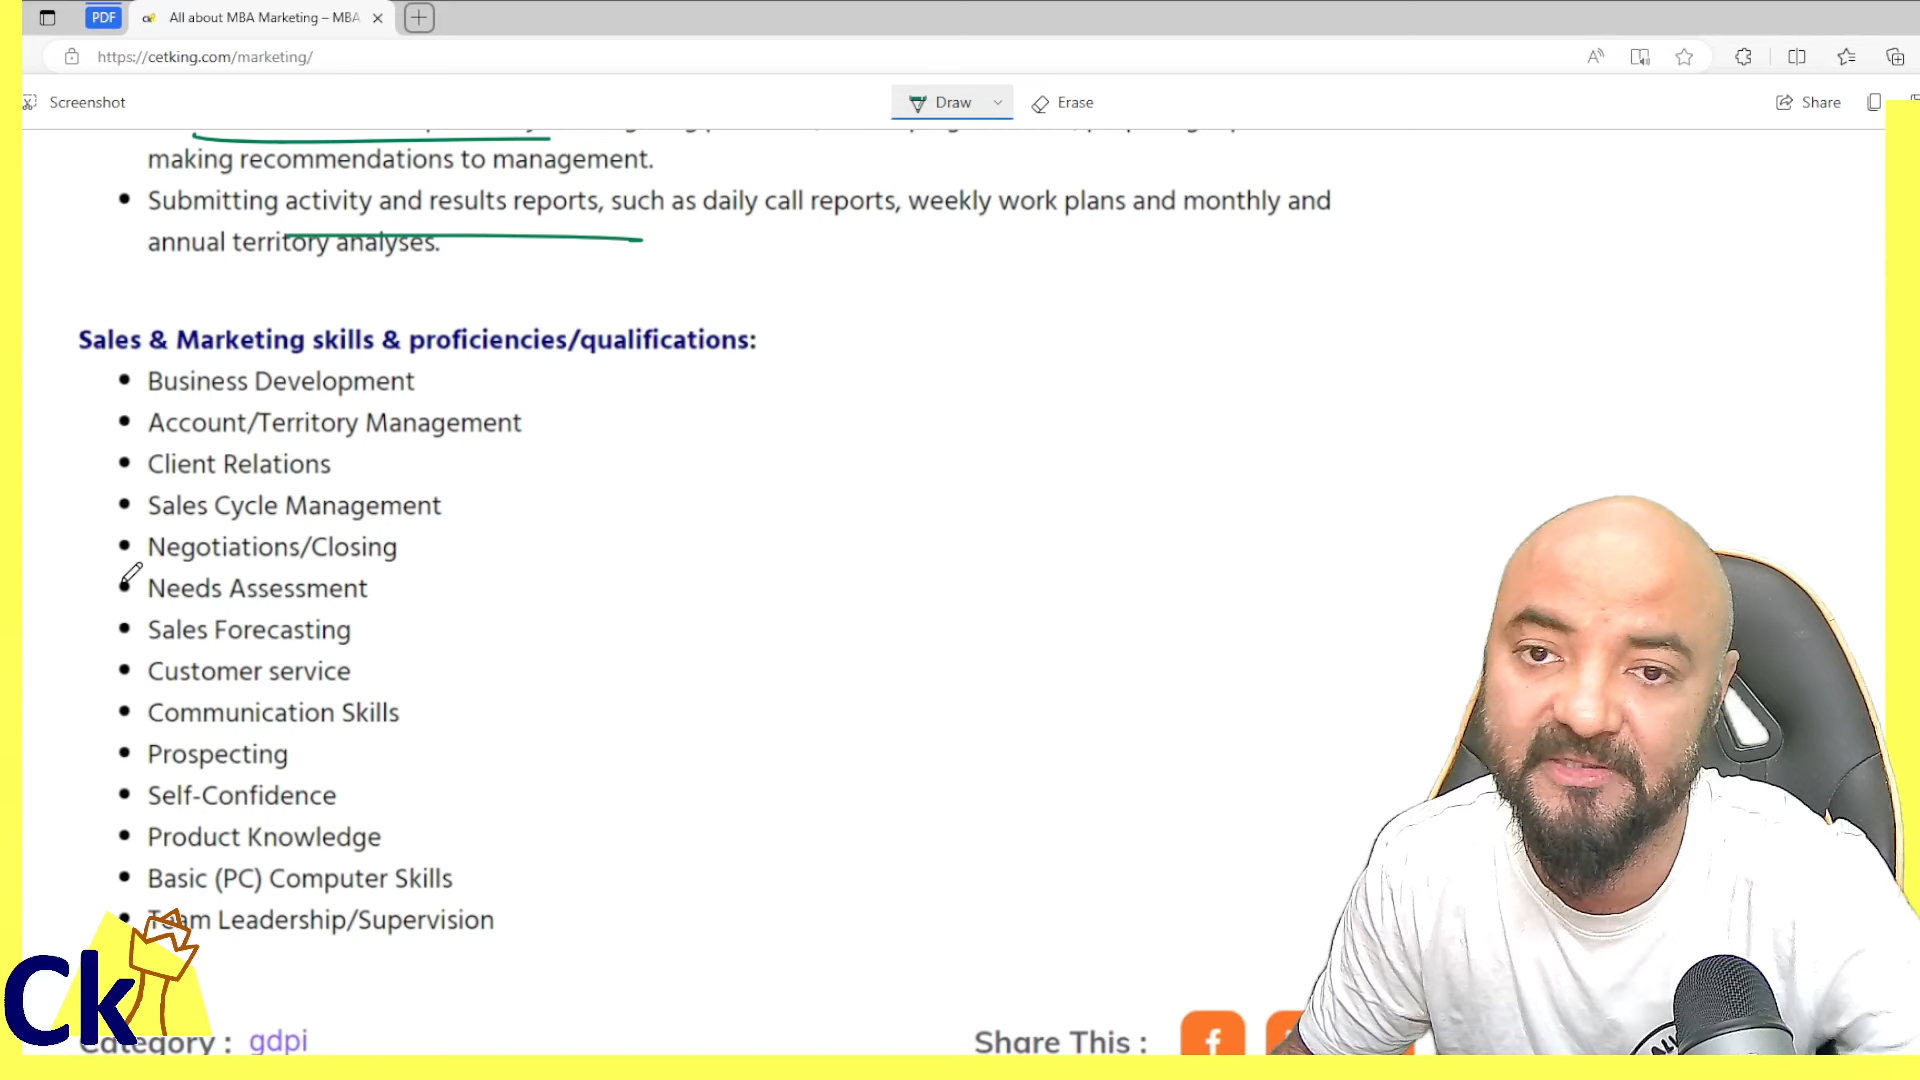 PDF
All about MBA Marketing – MBA
https://cetking.com/marketing/
Screenshot
Draw
Erase
Share
making recommendations to management.
Submitting activity and results reports, such as daily call reports, weekly work plans and monthly and
annual territory analyses.
Sales & Marketing skills & proficiencies/qualifications:
Business Development
Account/Territory Management
Client Relations
Sales Cycle Management
Negotiations/Closing
Needs Assessment
Sales Forecasting
Customer service
Communication Skills
Prospecting
Self-Confidence
Product Knowledge
Basic (PC) Computer Skills
Team Leadership/Supervision
Ck
Category : gdpi
Share This :